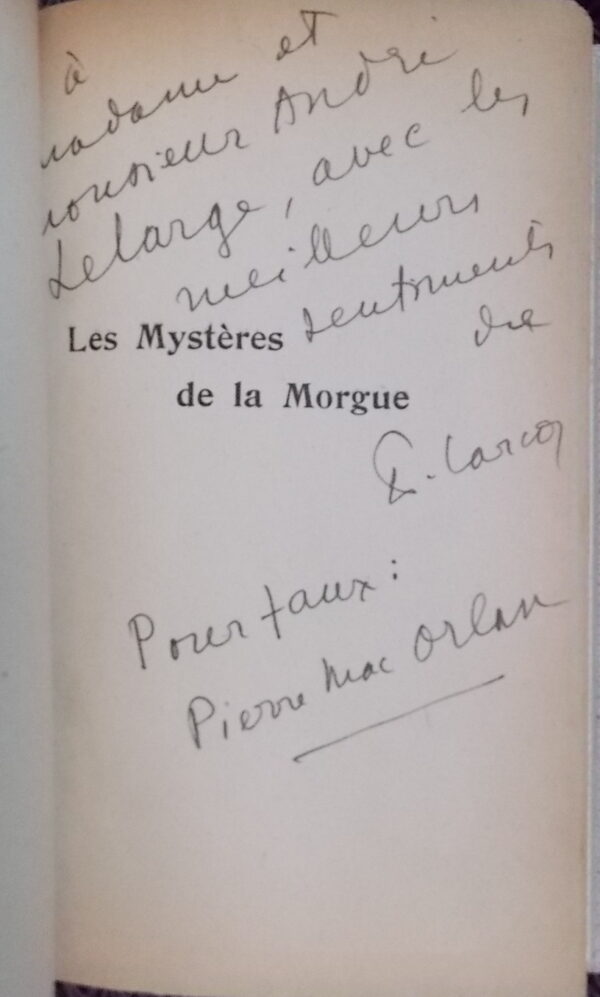 à
madame et
monsieur André
Lelarge, avec les
meilleurs
sentiments
de
Les Mystères
de la Morgue
F. Carco
Pour faux :
Pierre Mac Orlan